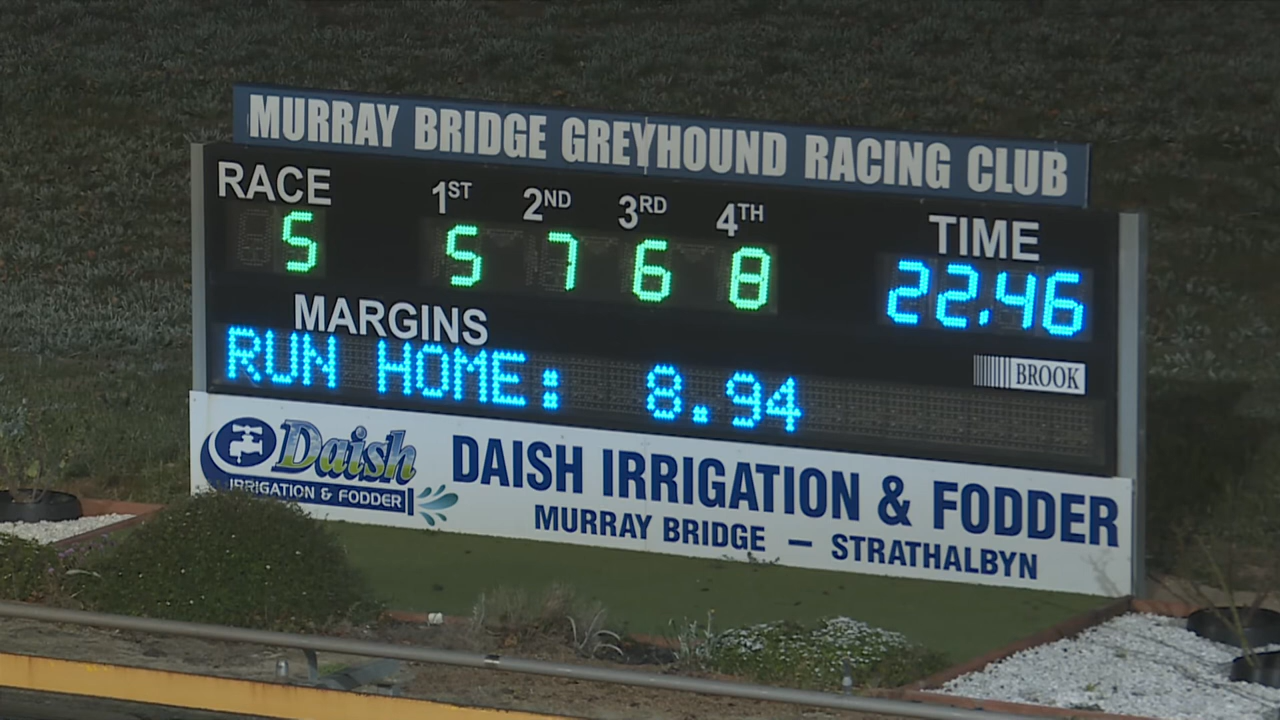 MURRAY BRIDGE GREYHOUND RACING CLUB
RACE 1ST 2ND 3RD 4TH TIME
5 5 7 6 8 22.46
MARGINS
BROOK
RUN HOME: 8.94
Daish
IRRIGATION & FODDER
DAISH IRRIGATION & FODDER
MURRAY BRIDGE – STRATHALBYN